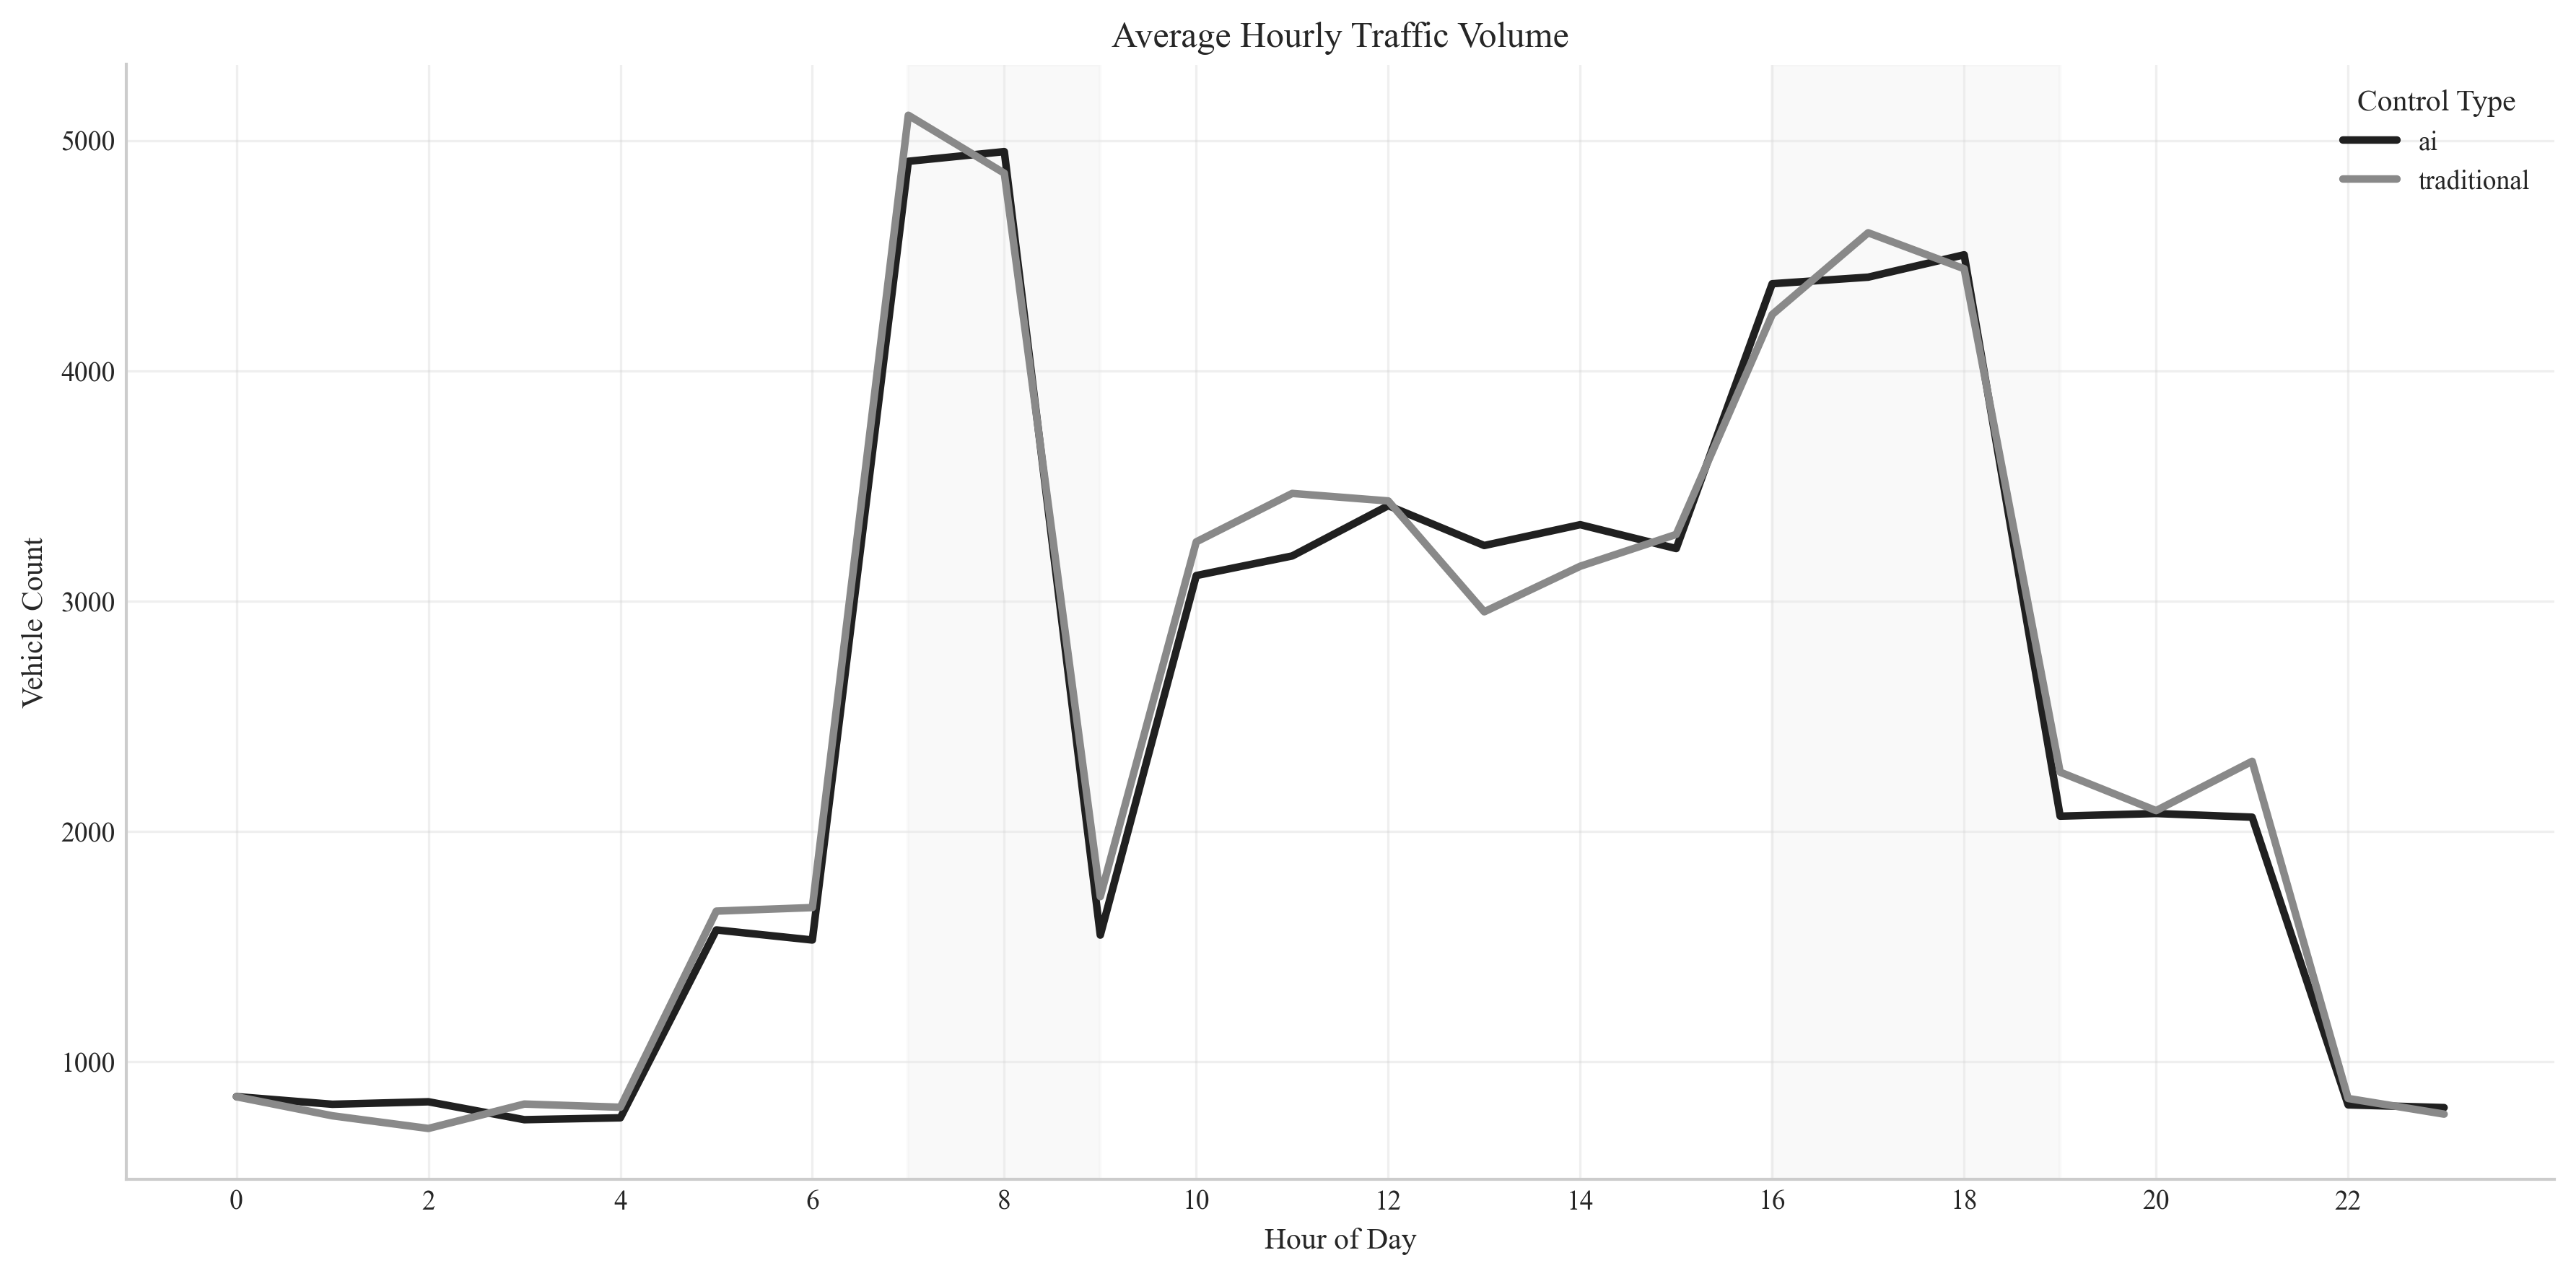 Average Hourly Traffic Volume
Control Type
ai
traditional
5000
4000
3000
2000
1000
Vehicle Count
0 2 4 6 8 10 12 14 16 18 20 22
Hour of Day